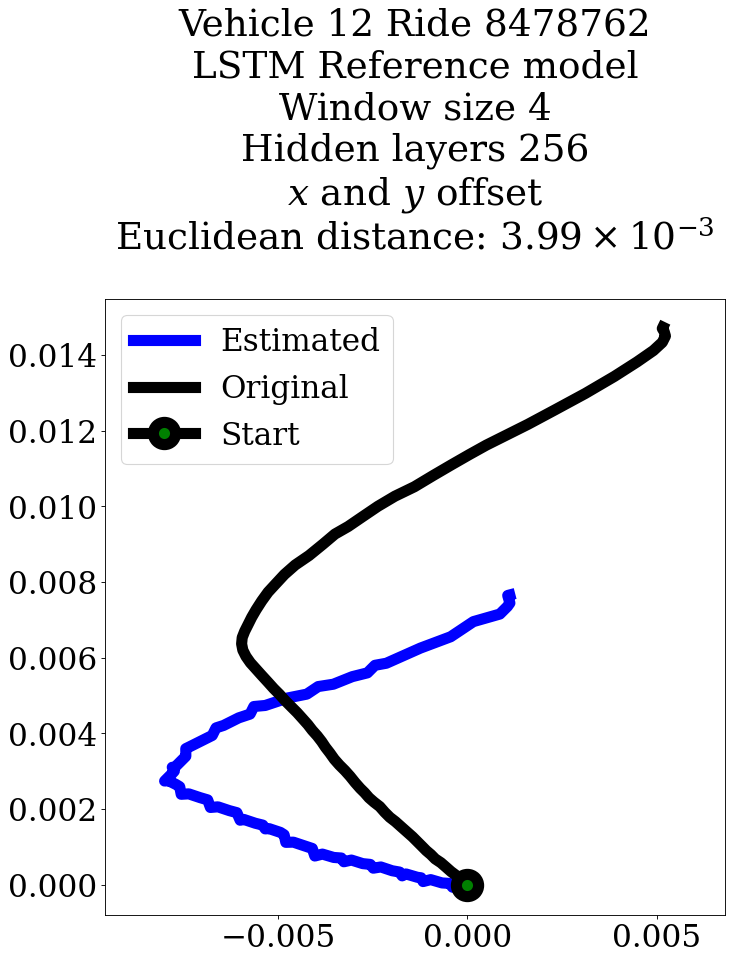 Vehicle 12 Ride 8478762
LSTM Reference model
Window size 4
Hidden layers 256
x and y offset
Euclidean distance: 3.99 × 10⁻³
Estimated
Original
Start
0.014
0.012
0.010
0.008
0.006
0.004
0.002
0.000
−0.005 0.000 0.005